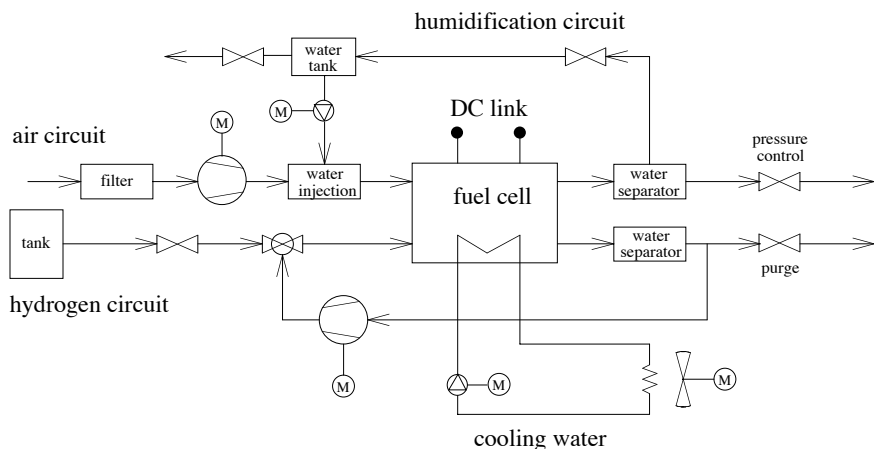 humidification circuit
water
tank
M
DC link
air circuit
M
pressure
control
filter
water
injection
fuel cell
water
separator
tank
water
separator
purge
hydrogen circuit
M
M
M
cooling water